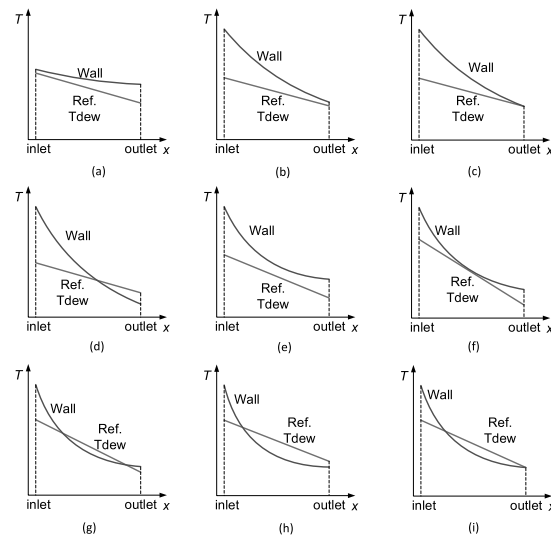 T
Wall
Ref.
Tdew
inlet
outlet x
(a)
T
Wall
Ref.
Tdew
inlet
outlet x
(b)
T
Wall
Ref.
Tdew
inlet
outlet x
(c)
T
Wall
Ref.
Tdew
inlet
outlet x
(d)
T
Wall
Ref.
Tdew
inlet
outlet x
(e)
T
Wall
Ref.
Tdew
inlet
outlet x
(f)
T
Wall
Ref.
Tdew
inlet
outlet x
(g)
T
Wall
Ref.
Tdew
inlet
outlet x
(h)
T
Wall
Ref.
Tdew
inlet
outlet x
(i)